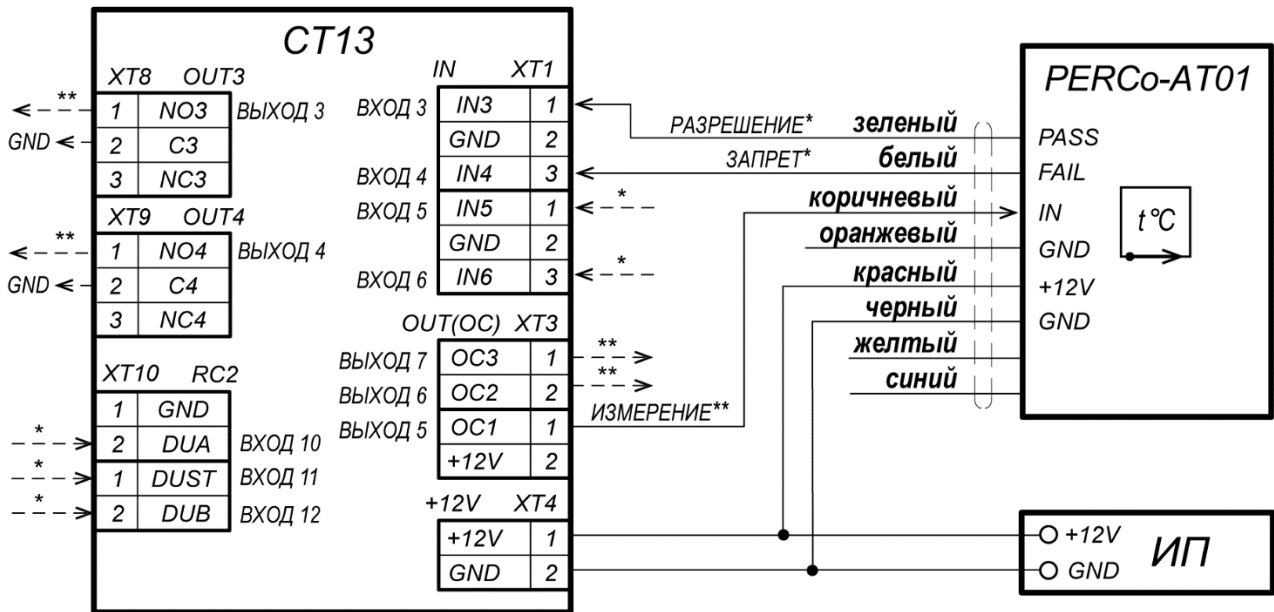 CT13
XT8 OUT3
** 1 NO3 ВЫХОД 3
GND 2 C3
3 NC3
XT9 OUT4
** 1 NO4 ВЫХОД 4
GND 2 C4
3 NC4
XT10 RC2
1 GND
* 2 DUA ВХОД 10
* 1 DUST ВХОД 11
* 2 DUB ВХОД 12
IN XT1
ВХОД 3 IN3 1
GND 2
ВХОД 4 IN4 3
ВХОД 5 IN5 1 *
GND 2
ВХОД 6 IN6 3 *
OUT(OC) XT3
ВЫХОД 7 OC3 1 **
ВЫХОД 6 OC2 2 **
ВЫХОД 5 OC1 1 ИЗМЕРЕНИЕ**
+12V 2
+12V XT4
+12V 1
GND 2
PERCo-AT01
РАЗРЕШЕНИЕ* зеленый PASS
ЗАПРЕТ* белый FAIL
коричневый IN
оранжевый GND
красный +12V
черный GND
желтый
синий
t°C
+12V
GND
ИП